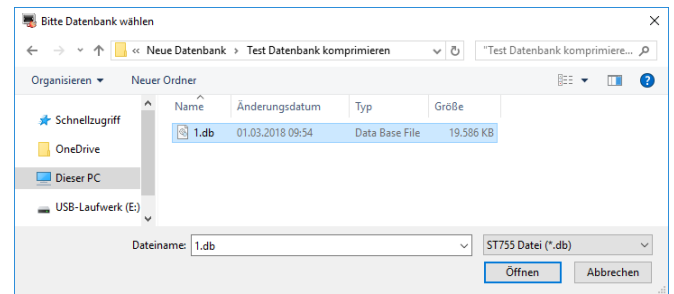 Bitte Datenbank wählen
« Neue Datenbank › Test Datenbank komprimieren
"Test Datenbank komprimiere...
Organisieren Neuer Ordner
Name Änderungsdatum Typ Größe
1.db 01.03.2018 09:54 Data Base File 19.586 KB
Schnellzugriff
OneDrive
Dieser PC
USB-Laufwerk (E:)
Dateiname: 1.db ST755 Datei (*.db)
Öffnen Abbrechen